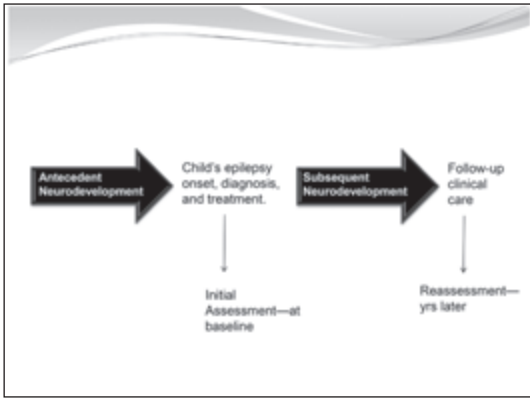 Antecedent
Neurodevelopment
Child's epilepsy
onset, diagnosis,
and treatment.
Subsequent
Neurodevelopment
Follow-up
clinical
care
Initial
Assessment—at
baseline
Reassessment—
yrs later